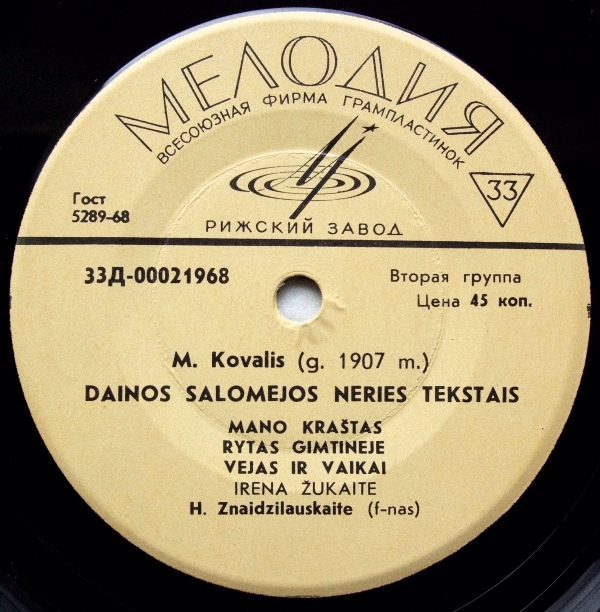 МЕЛОДИЯ
ВСЕСОЮЗНАЯ ФИРМА ГРАМПЛАСТИНОК
33
Гост
5289-68
РИЖСКИЙ ЗАВОД
33Д-00021968
Вторая группа
Цена 45 коп.
M. Kovalis (g. 1907 m.)
DAINOS SALOMEJOS NERIES TEKSTAIS
MANO KRAŠTAS
RYTAS GIMTINEJE
VEJAS IR VAIKAI
IRENA ŽUKAITE
H. Znaidzilauskaite (f-nas)